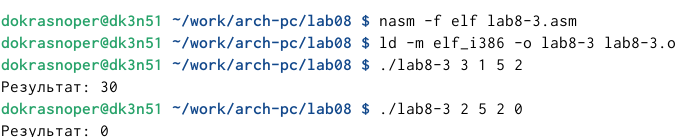 dokrasnoper@dk3n51 ~/work/arch-pc/lab08 $ nasm -f elf lab8-3.asm
dokrasnoper@dk3n51 ~/work/arch-pc/lab08 $ ld -m elf_i386 -o lab8-3 lab8-3.o
dokrasnoper@dk3n51 ~/work/arch-pc/lab08 $ ./lab8-3 3 1 5 2
Результат: 30
dokrasnoper@dk3n51 ~/work/arch-pc/lab08 $ ./lab8-3 2 5 2 0
Результат: 0